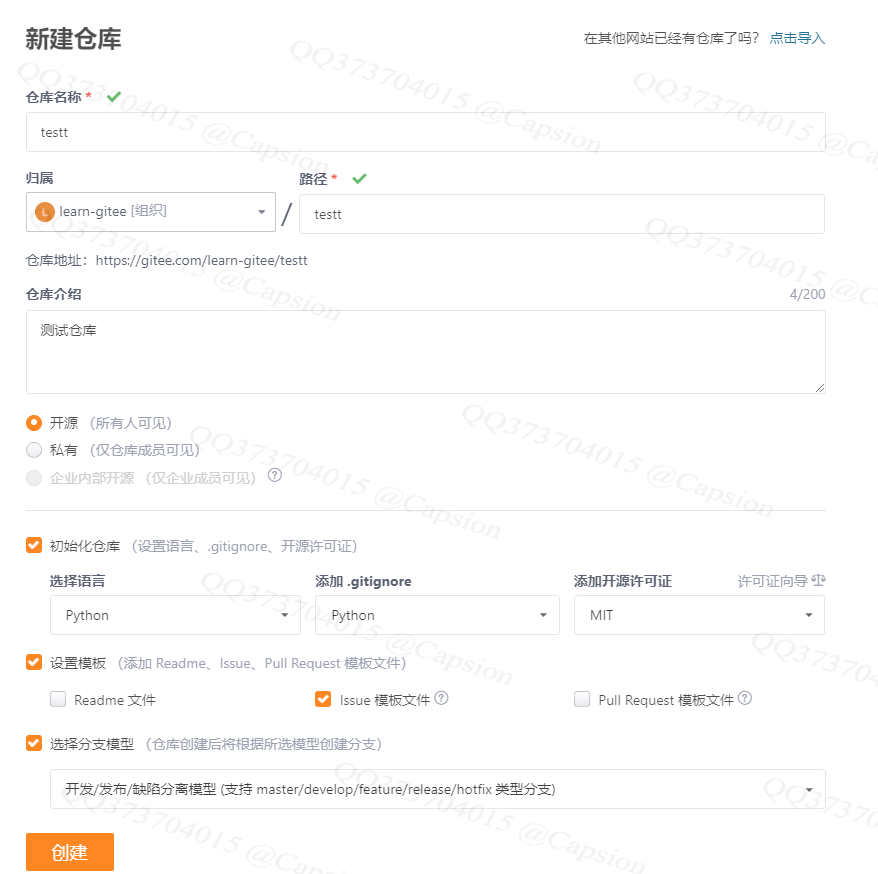 新建仓库
在其他网站已经有仓库了吗? 点击导入
仓库名称 *
testt
归属
路径 *
L learn-gitee [组织] / testt
仓库地址：https://gitee.com/learn-gitee/testt
仓库介绍
4/200
测试仓库
开源 （所有人可见）
私有 （仅仓库成员可见）
企业内部开源 （仅企业成员可见） ?
初始化仓库 （设置语言、.gitignore、开源许可证）
选择语言 添加 .gitignore 添加开源许可证 许可证向导
Python Python MIT
设置模板 （添加 Readme、Issue、Pull Request 模板文件）
Readme 文件 Issue 模板文件 ? Pull Request 模板文件 ?
选择分支模型 （仓库创建后将根据所选模型创建分支）
开发/发布/缺陷分离模型 (支持 master/develop/feature/release/hotfix 类型分支)
创建
QQ373704015 @Capsion